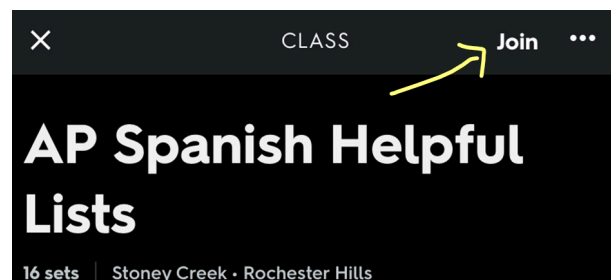 CLASS Join
AP Spanish Helpful
Lists
16 sets Stoney Creek • Rochester Hills